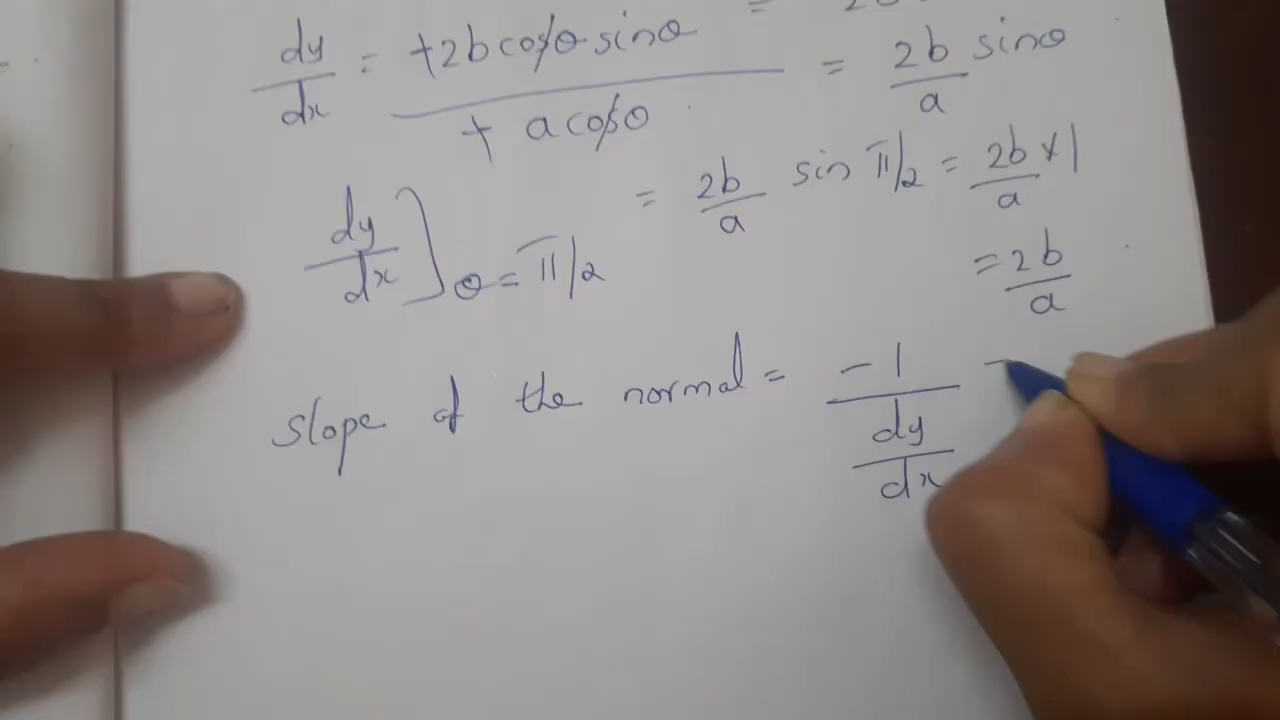 dy/dx = +2b cosθ sinθ / + a cosθ = 2b/a sinθ
dy/dx]θ = π/2 = 2b/a sin π/2 = 2b/a × 1
= 2b/a
slope of the normal = -1 / dy/dx